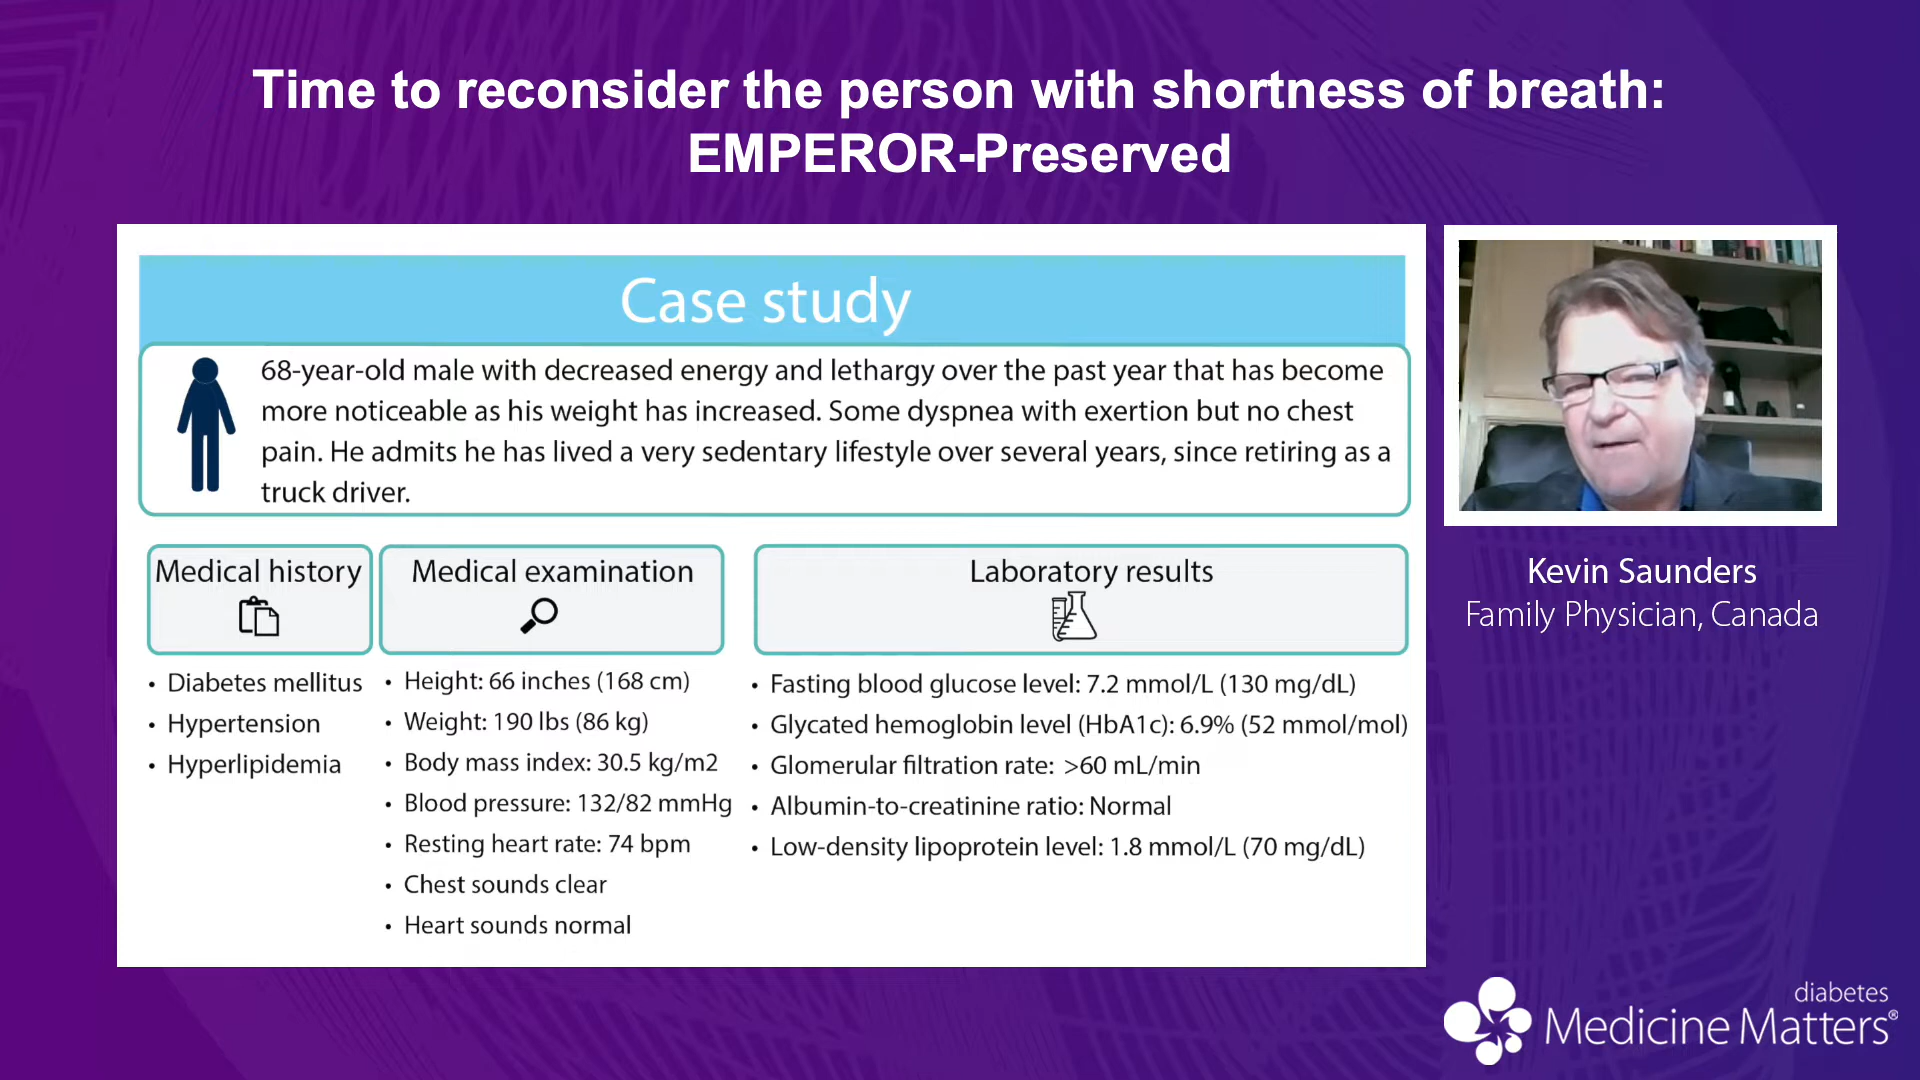 Time to reconsider the person with shortness of breath:
EMPEROR-Preserved
Case study
68-year-old male with decreased energy and lethargy over the past year that has become
more noticeable as his weight has increased. Some dyspnea with exertion but no chest
pain. He admits he has lived a very sedentary lifestyle over several years, since retiring as a
truck driver.
Medical history
• Diabetes mellitus
• Hypertension
• Hyperlipidemia
Medical examination
• Height: 66 inches (168 cm)
• Weight: 190 lbs (86 kg)
• Body mass index: 30.5 kg/m2
• Blood pressure: 132/82 mmHg
• Resting heart rate: 74 bpm
• Chest sounds clear
• Heart sounds normal
Laboratory results
• Fasting blood glucose level: 7.2 mmol/L (130 mg/dL)
• Glycated hemoglobin level (HbA1c): 6.9% (52 mmol/mol)
• Glomerular filtration rate: >60 mL/min
• Albumin-to-creatinine ratio: Normal
• Low-density lipoprotein level: 1.8 mmol/L (70 mg/dL)
Kevin Saunders
Family Physician, Canada
diabetes
Medicine Matters®